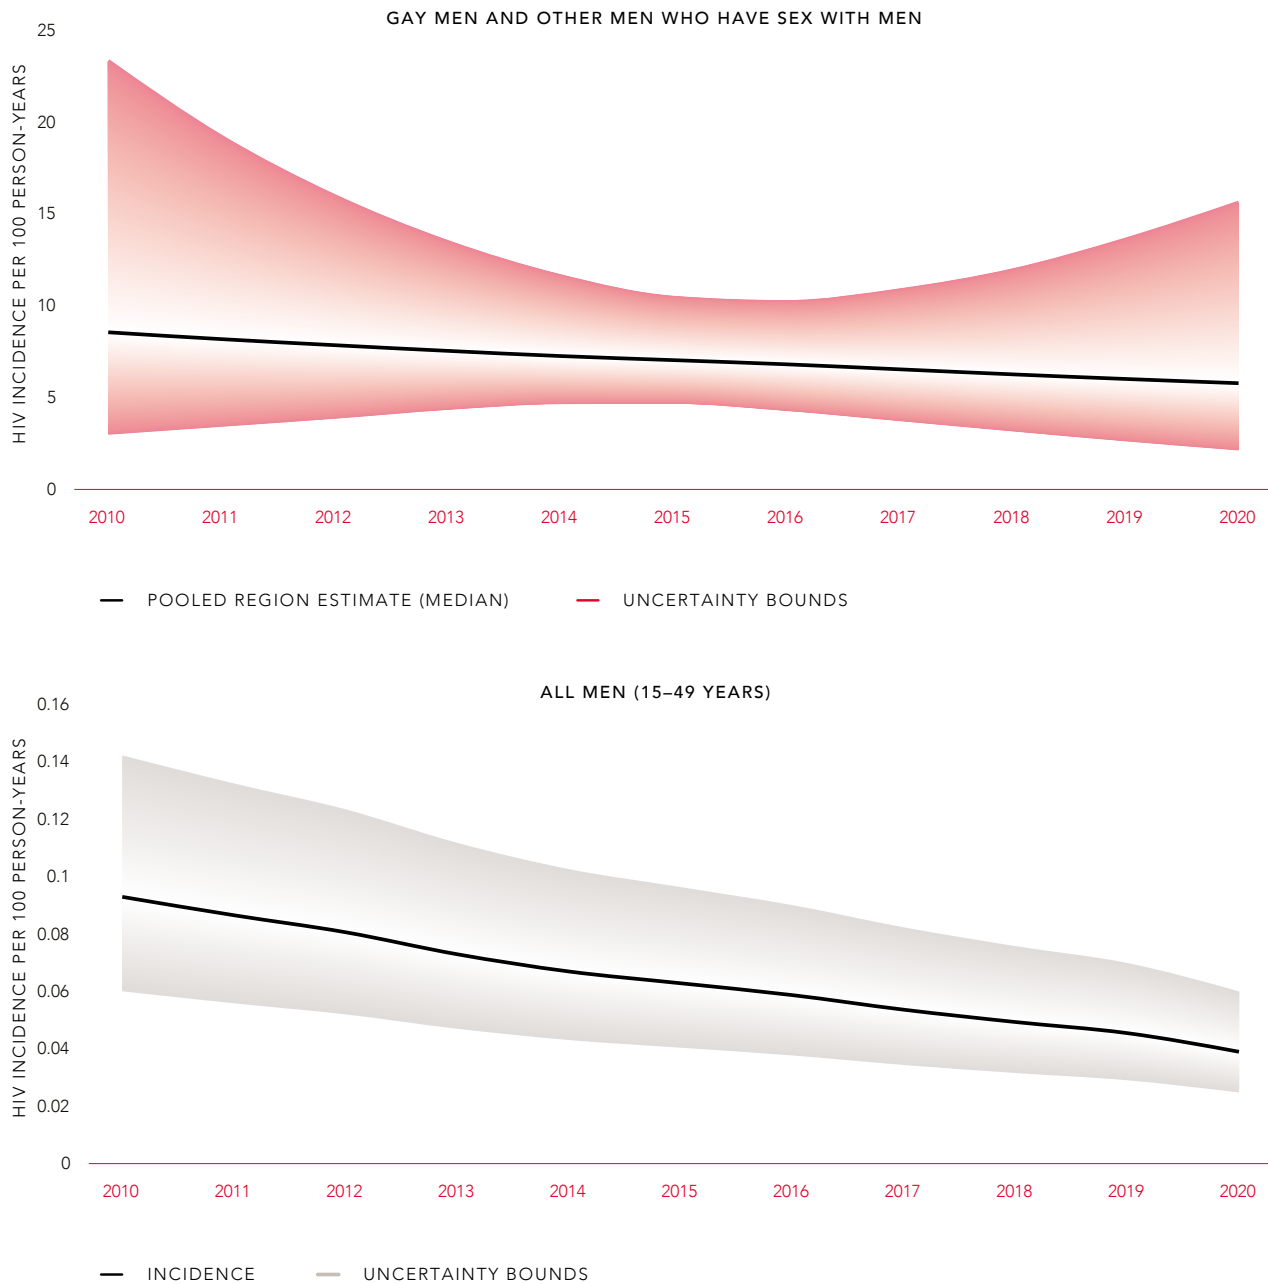 GAY MEN AND OTHER MEN WHO HAVE SEX WITH MEN
HIV INCIDENCE PER 100 PERSON-YEARS
25
20
15
10
5
0
2010 2011 2012 2013 2014 2015 2016 2017 2018 2019 2020
POOLED REGION ESTIMATE (MEDIAN) UNCERTAINTY BOUNDS
ALL MEN (15–49 YEARS)
HIV INCIDENCE PER 100 PERSON-YEARS
0.16
0.14
0.12
0.1
0.08
0.06
0.04
0.02
0
2010 2011 2012 2013 2014 2015 2016 2017 2018 2019 2020
INCIDENCE UNCERTAINTY BOUNDS